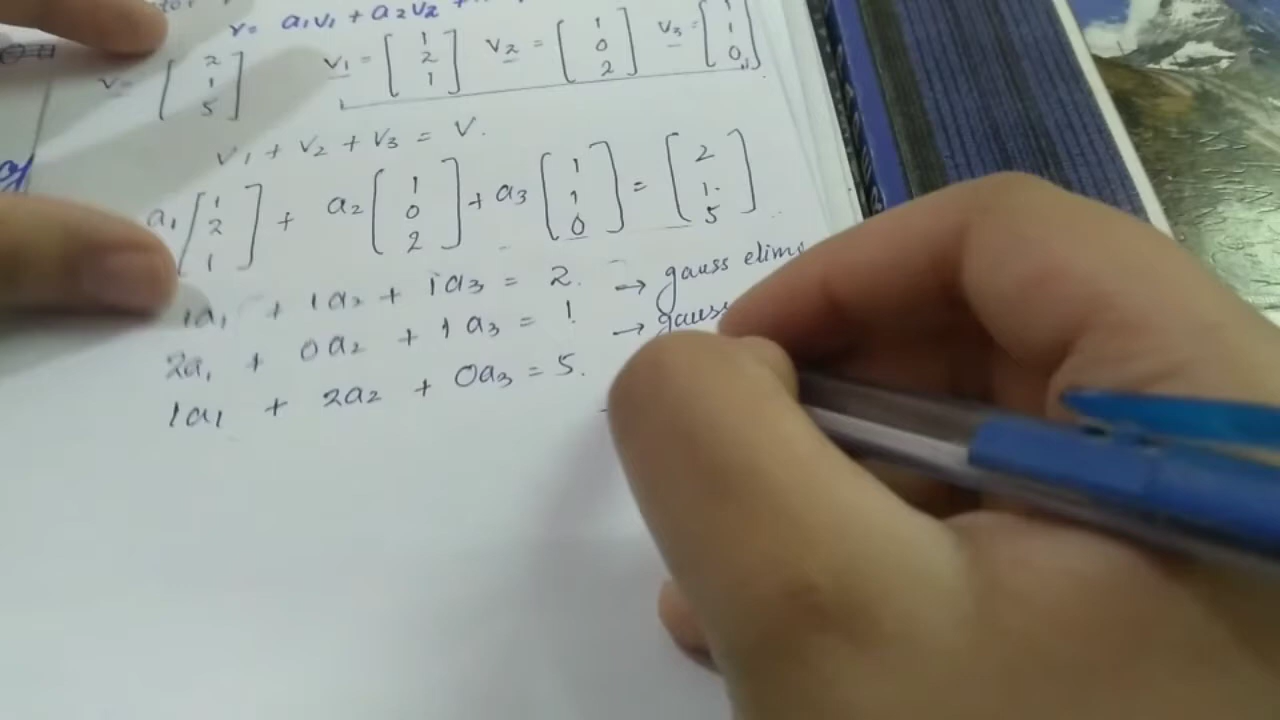 v = a1v1 + a2v2 +
v = [2 1 5] v1 = [1 2 1] v2 = [1 0 2] v3 = [1 1 0]
v1 + v2 + v3 = V.
a1 [1 2 1] + a2 [1 0 2] + a3 [1 1 0] = [2 1. 5]
1a1 + 1a2 + 1a3 = 2. → gauss elim
2a1 + 0a2 + 1a3 = 1. → gauss
1a1 + 2a2 + 0a3 = 5.